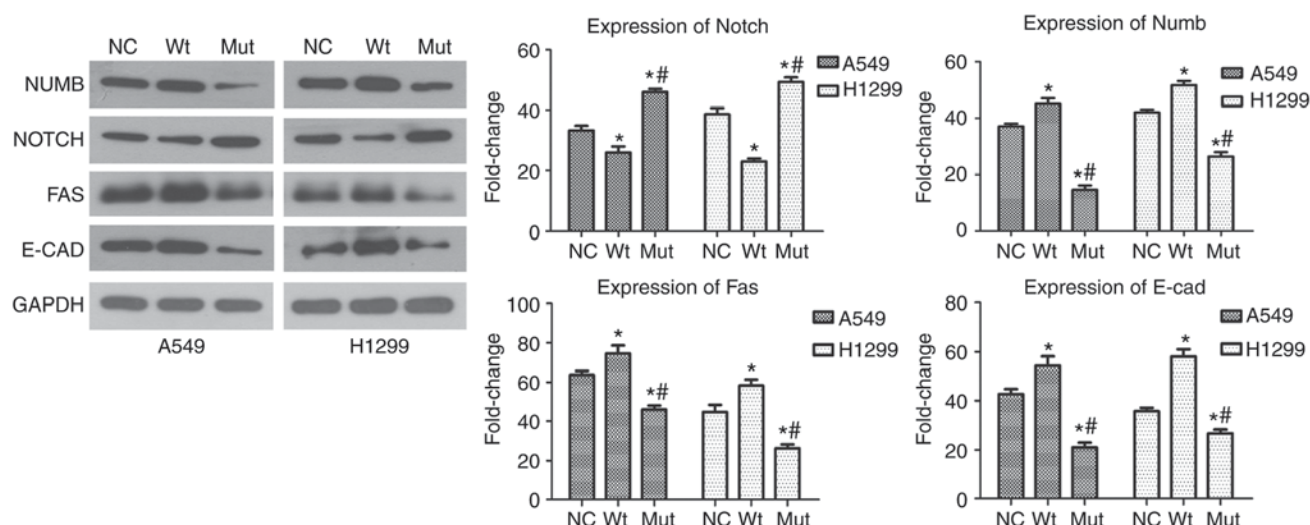 NC Wt Mut NC Wt Mut
NUMB
NOTCH
FAS
E-CAD
GAPDH
A549 H1299
Expression of Notch
Fold-change
60
40
20
0
*
*#
*
*#
A549
H1299
NC Wt Mut NC Wt Mut
Expression of Numb
Fold-change
60
40
20
0
*
*#
*
*#
A549
H1299
NC Wt Mut NC Wt Mut
Expression of Fas
Fold-change
100
80
60
40
20
0
*
*#
*
*#
A549
H1299
NC Wt Mut NC Wt Mut
Expression of E-cad
Fold-change
80
60
40
20
0
*
*#
*
*#
A549
H1299
NC Wt Mut NC Wt Mut